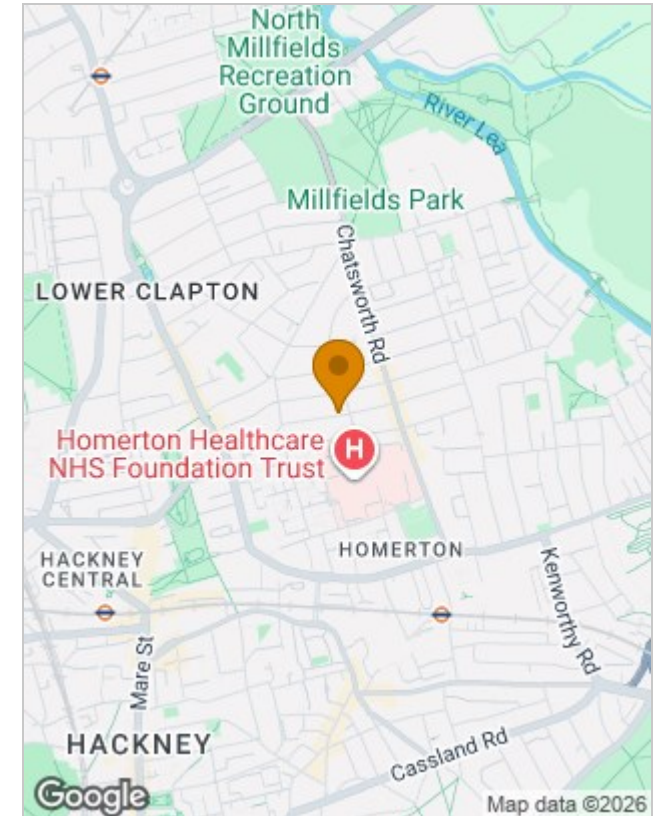 North
Millfields
Recreation
Ground
River Lea
Millfields Park
Chatsworth Rd
LOWER CLAPTON
Homerton Healthcare
NHS Foundation Trust
H
HOMERTON
HACKNEY
CENTRAL
Kenworthy Rd
Mare St
HACKNEY
Cassland Rd
Google
Map data ©2026